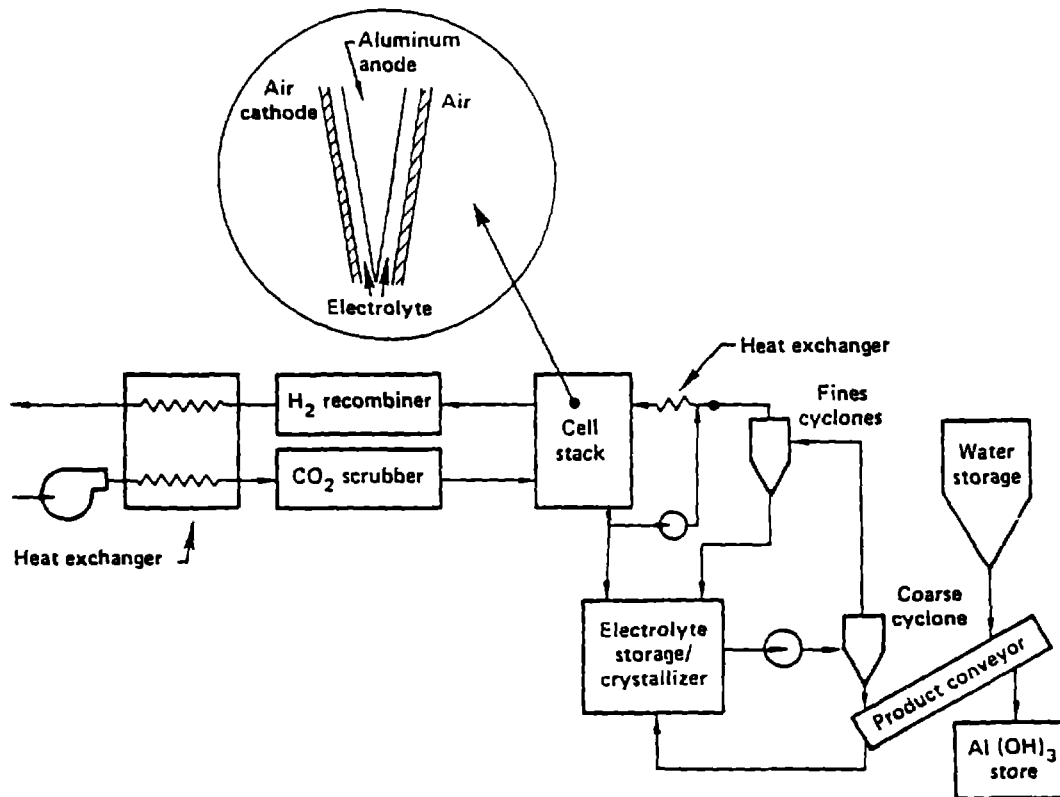 Aluminum
anode
Air
cathode
Air
Electrolyte
Heat exchanger
H₂ recombiner
Cell
stack
Fines
cyclones
Water
storage
CO₂ scrubber
Heat exchanger
Coarse
cyclone
Electrolyte
storage/
crystallizer
Product conveyor
Al (OH)₃
store